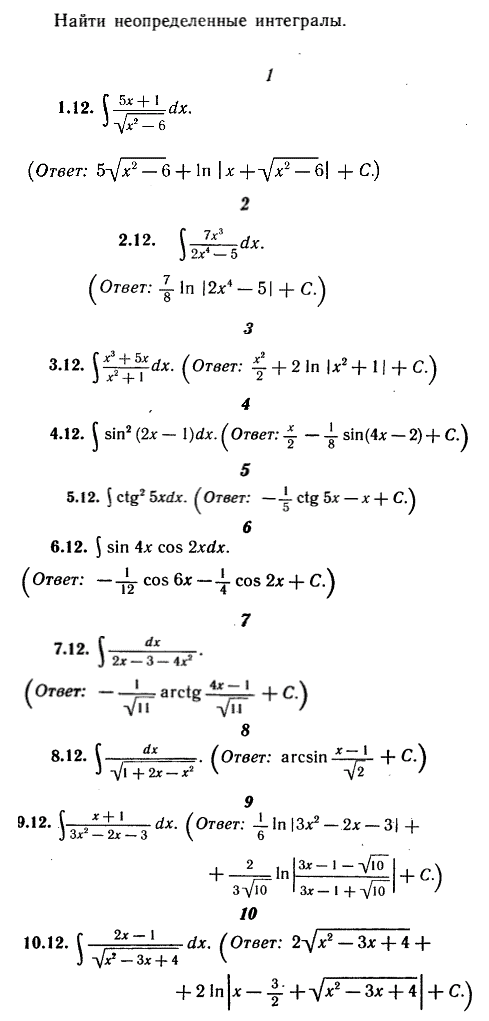 Найти неопределенные интегралы.
1
1.12. ∫ (5x + 1)/√(x² − 6) dx.
(Ответ: 5√(x² − 6) + ln |x + √(x² − 6)| + C.)
2
2.12. ∫ 7x³/(2x⁴ − 5) dx.
(Ответ: 7/8 ln |2x⁴ − 5| + C.)
3
3.12. ∫ (x³ + 5x)/(x² + 1) dx. (Ответ: x²/2 + 2 ln |x² + 1| + C.)
4
4.12. ∫ sin² (2x − 1)dx. (Ответ: x/2 − 1/8 sin(4x − 2) + C.)
5
5.12. ∫ ctg² 5xdx. (Ответ: −1/5 ctg 5x − x + C.)
6
6.12. ∫ sin 4x cos 2xdx.
(Ответ: −1/12 cos 6x − 1/4 cos 2x + C.)
7
7.12. ∫ dx/(2x − 3 − 4x²).
(Ответ: −1/√11 arctg (4x − 1)/√11 + C.)
8
8.12. ∫ dx/√(1 + 2x − x²). (Ответ: arcsin (x − 1)/√2 + C.)
9
9.12. ∫ (x + 1)/(3x² − 2x − 3) dx. (Ответ: 1/6 ln |3x² − 2x − 3| +
+ 2/(3√10) ln |(3x − 1 − √10)/(3x − 1 + √10)| + C.)
10
10.12. ∫ (2x − 1)/√(x² − 3x + 4) dx. (Ответ: 2√(x² − 3x + 4) +
+ 2 ln |x − 3/2 + √(x² − 3x + 4)| + C.)